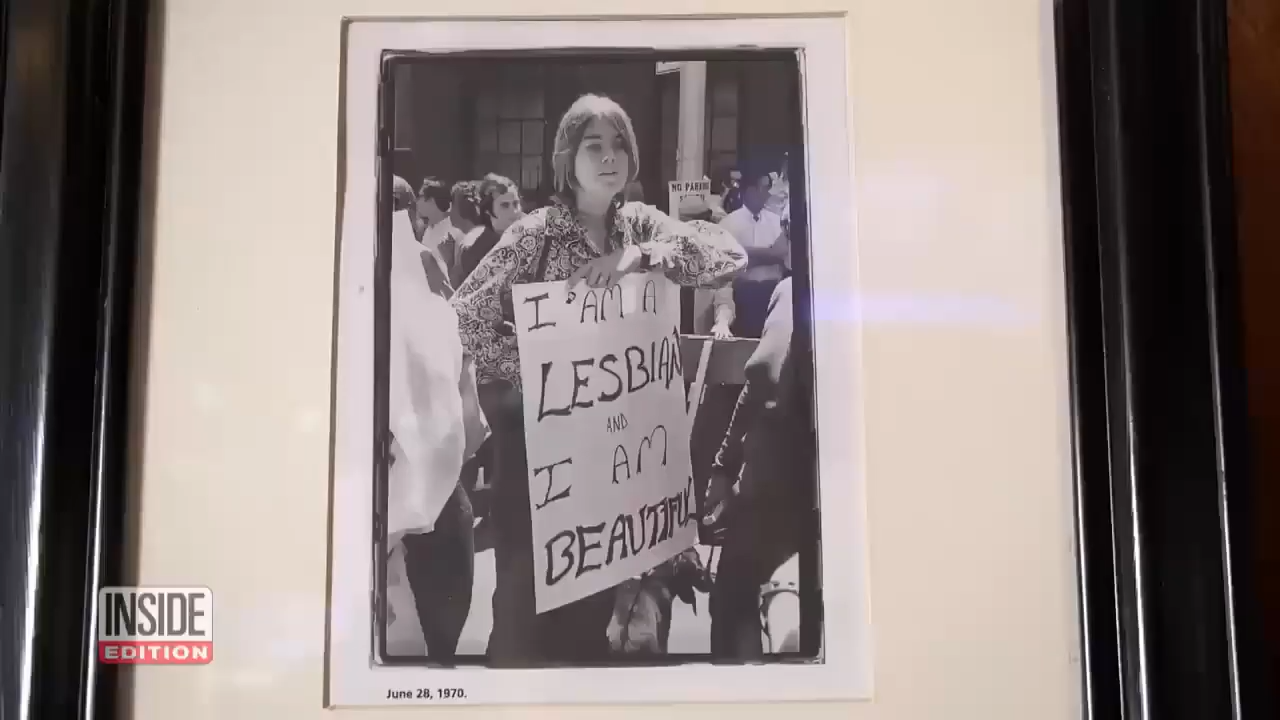 NO PARKING
I AM A
LESBIAN
AND
I AM
BEAUTIFUL
June 28, 1970.
INSIDE
EDITION